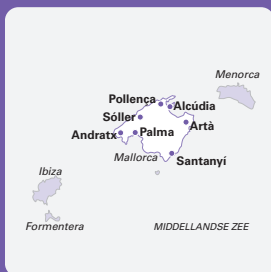 Menorca
Pollença
Alcúdia
Sóller
Artà
Andratx
Palma
Mallorca
Santanyí
Ibiza
Formentera
MIDDELLANDSE ZEE